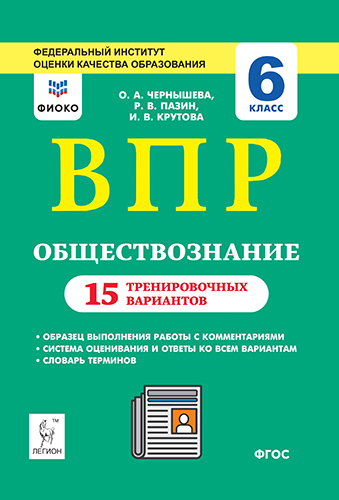 ФЕДЕРАЛЬНЫЙ ИНСТИТУТ
ОЦЕНКИ КАЧЕСТВА ОБРАЗОВАНИЯ
ФИОКО
О. А. ЧЕРНЫШЕВА,
Р. В. ПАЗИН,
И. В. КРУТОВА
6
КЛАСС
ВПР
ОБЩЕСТВОЗНАНИЕ
15 ТРЕНИРОВОЧНЫХ
ВАРИАНТОВ
• ОБРАЗЕЦ ВЫПОЛНЕНИЯ РАБОТЫ С КОММЕНТАРИЯМИ
• СИСТЕМА ОЦЕНИВАНИЯ И ОТВЕТЫ КО ВСЕМ ВАРИАНТАМ
• СЛОВАРЬ ТЕРМИНОВ
TM
ЛЕГИОН
ФГОС